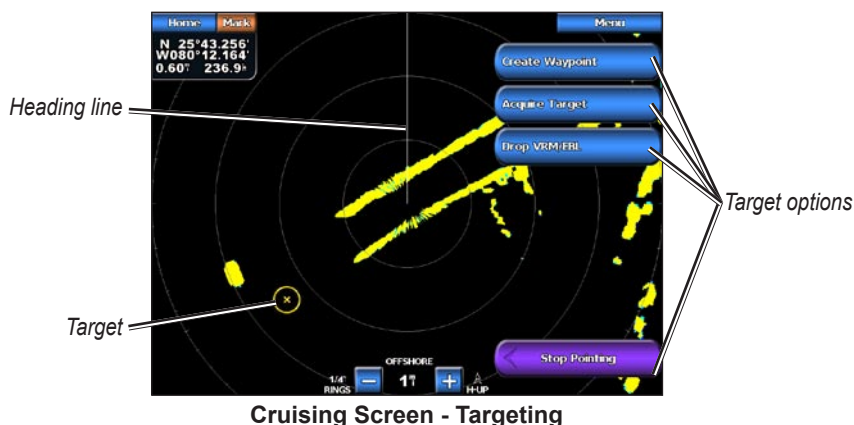 Home Mark Menu
N 25°43.256'
W080°12.164'
0.60 236.9
Create Waypoint
Acquire Target
Drop VRM/EBL
Heading line
Target options
Target
Stop Pointing
OFFSHORE
1/4
RINGS
−
1
+
H-UP
Cruising Screen - Targeting